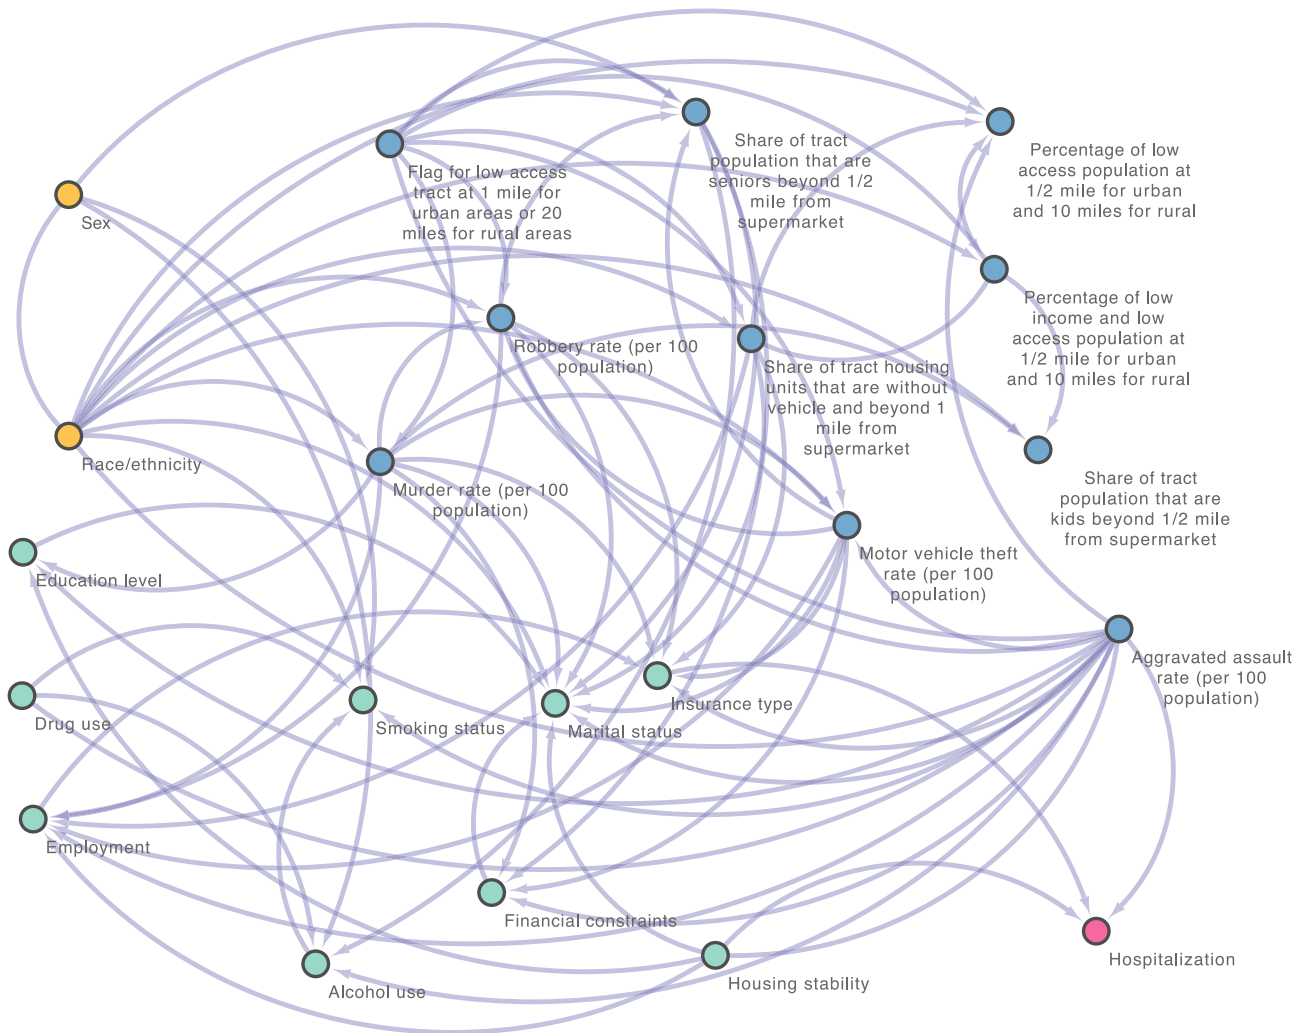 Share of tract
population that are
seniors beyond 1/2
mile from
supermarket
Percentage of low
access population at
1/2 mile for urban
and 10 miles for rural
Flag for low access
tract at 1 mile for
urban areas or 20
miles for rural areas
Sex
Percentage of low
income and low
access population at
1/2 mile for urban
and 10 miles for rural
Robbery rate (per 100
population)
Share of tract housing
units that are without
vehicle and beyond 1
mile from
supermarket
Race/ethnicity
Murder rate (per 100
population)
Share of tract
population that are
kids beyond 1/2 mile
from supermarket
Motor vehicle theft
rate (per 100
population)
Education level
Aggravated assault
rate (per 100
population)
Insurance type
Drug use
Smoking status
Marital status
Employment
Financial constraints
Hospitalization
Housing stability
Alcohol use